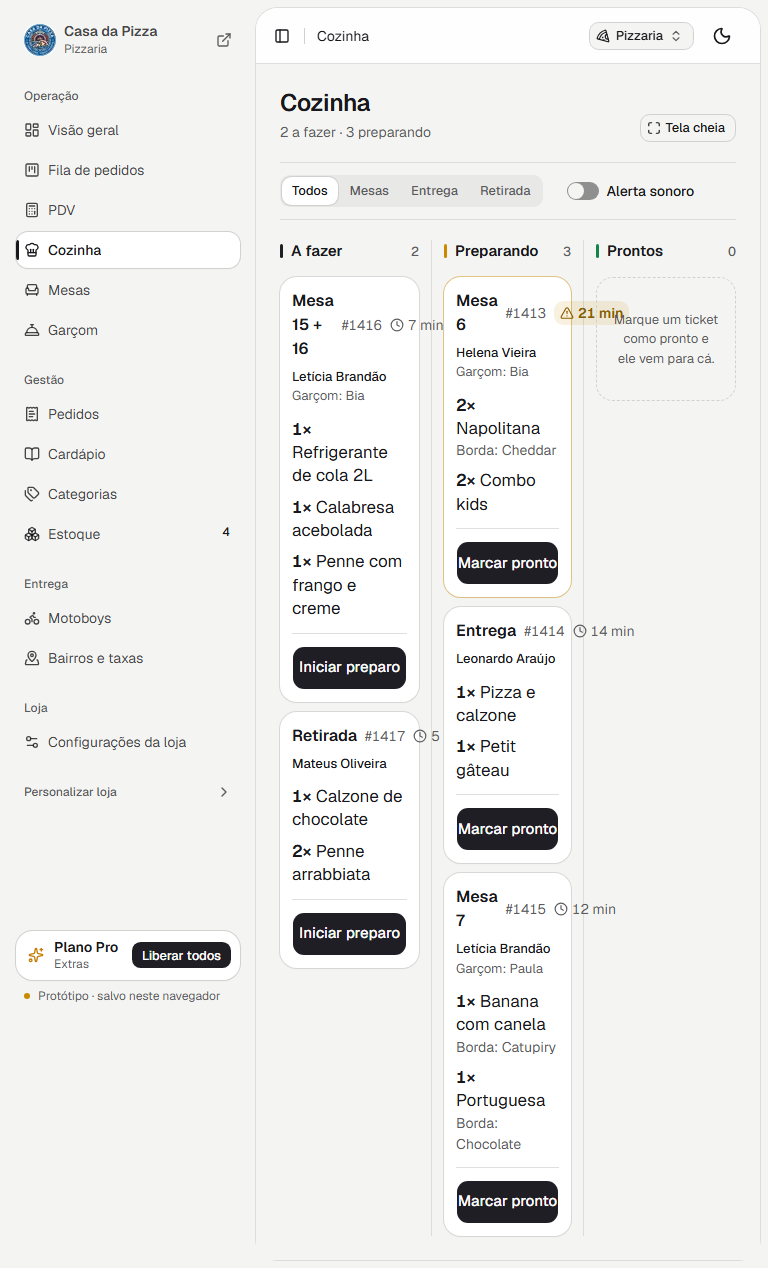 Casa da Pizza
Pizzaria
Operação
Visão geral
Fila de pedidos
PDV
Cozinha
Mesas
Garçom
Gestão
Pedidos
Cardápio
Categorias
Estoque 4
Entrega
Motoboys
Bairros e taxas
Loja
Configurações da loja
Personalizar loja
Plano Pro
Extras
Liberar todos
Protótipo · salvo neste navegador
Cozinha
Pizzaria
Cozinha
2 a fazer · 3 preparando
Tela cheia
Todos Mesas Entrega Retirada
Alerta sonoro
A fazer 2
Mesa
15 + #1416 7 min
16
Letícia Brandão
Garçom: Bia
1×
Refrigerante
de cola 2L
1× Calabresa
acebolada
1× Penne com
frango e
creme
Iniciar preparo
Retirada #1417 5
Mateus Oliveira
1× Calzone de
chocolate
2× Penne
arrabbiata
Iniciar preparo
Preparando 3
Mesa
6 #1413 21 min
Helena Vieira
Garçom: Bia
2×
Napolitana
Borda: Cheddar
2× Combo
kids
Marcar pronto
Entrega #1414 14 min
Leonardo Araújo
1× Pizza e
calzone
1× Petit
gâteau
Marcar pronto
Mesa
7 #1415 12 min
Letícia Brandão
Garçom: Paula
1× Banana
com canela
Borda: Catupiry
1×
Portuguesa
Borda:
Chocolate
Marcar pronto
Prontos 0
Marque um ticket
como pronto e
ele vem para cá.